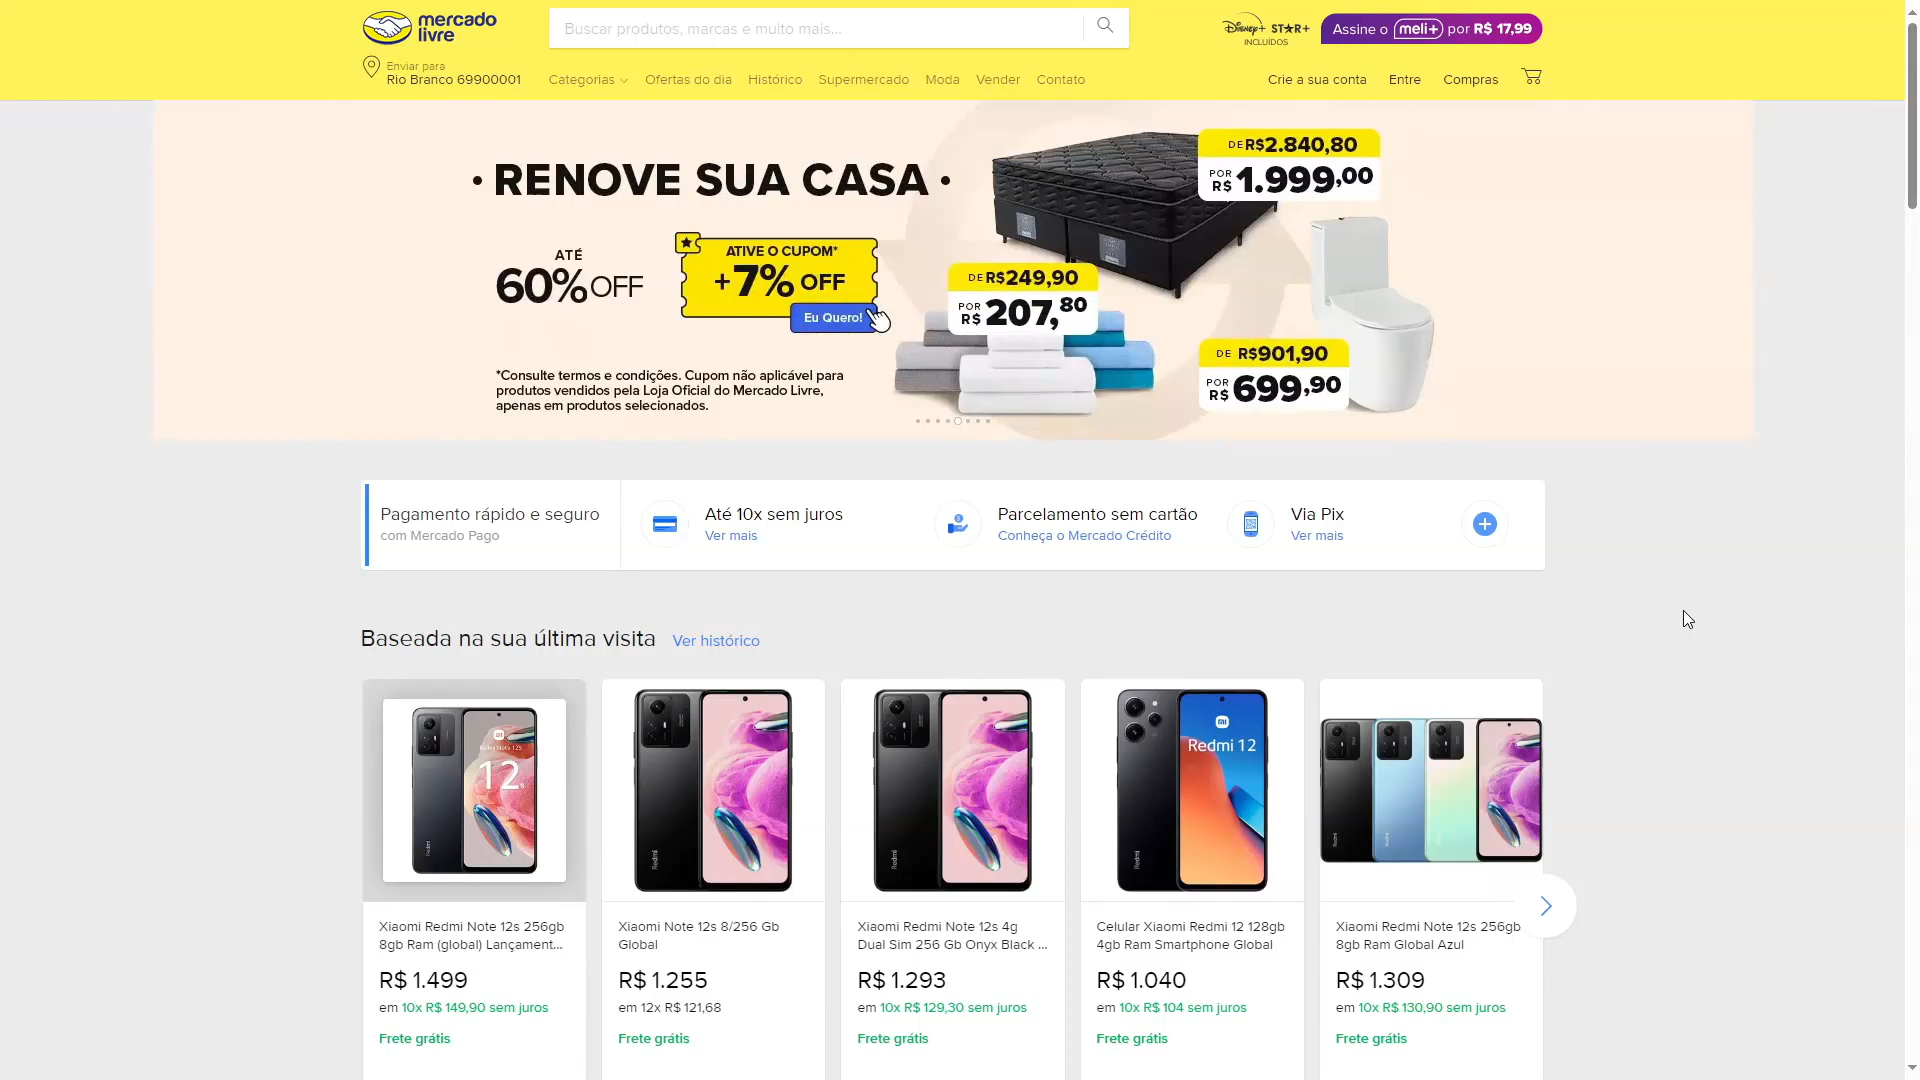 mercado
livre
Buscar produtos, marcas e muito mais...
Disney+ STAR+
INCLUÍDOS
Assine o meli+ por R$ 17,99
Enviar para
Rio Branco 69900001
Categorias
Ofertas do dia
Histórico
Supermercado
Moda
Vender
Contato
Crie a sua conta
Entre
Compras
• RENOVE SUA CASA •
ATÉ
60% OFF
ATIVE O CUPOM*
+7% OFF
Eu Quero!
*Consulte termos e condições. Cupom não aplicável para
produtos vendidos pela Loja Oficial do Mercado Livre,
apenas em produtos selecionados.
DE R$2.840,80
POR R$ 1.999,00
DE R$249,90
POR R$ 207,80
DE R$901,90
POR R$ 699,90
Pagamento rápido e seguro
com Mercado Pago
Até 10x sem juros
Ver mais
Parcelamento sem cartão
Conheça o Mercado Crédito
Via Pix
Ver mais
Baseada na sua última visita
Ver histórico
Redmi Note 12S
12s
Redmi
Redmi
Redmi
Redmi 12
Redmi
Xiaomi Redmi Note 12s 256gb
8gb Ram (global) Lançament...
R$ 1.499
em 10x R$ 149,90 sem juros
Frete grátis
Xiaomi Note 12s 8/256 Gb
Global
R$ 1.255
em 12x R$ 121,68
Frete grátis
Xiaomi Redmi Note 12s 4g
Dual Sim 256 Gb Onyx Black ...
R$ 1.293
em 10x R$ 129,30 sem juros
Frete grátis
Celular Xiaomi Redmi 12 128gb
4gb Ram Smartphone Global
R$ 1.040
em 10x R$ 104 sem juros
Frete grátis
Xiaomi Redmi Note 12s 256gb
8gb Ram Global Azul
R$ 1.309
em 10x R$ 130,90 sem juros
Frete grátis